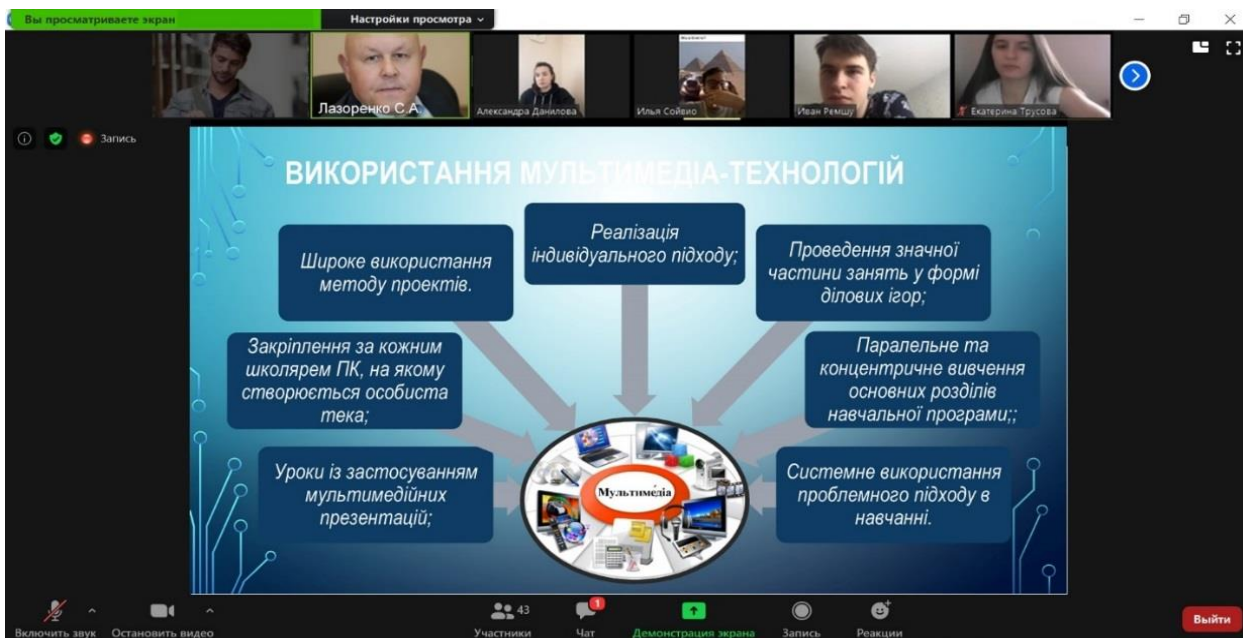 Вы просматриваете экран
Настройки просмотра
Лазоренко С.А.
Александра Данилова
Илья Сойвио
Иван Ремшу
Екатерина Трусова
Запись
ВИКОРИСТАННЯ МУЛЬТИМЕДІА-ТЕХНОЛОГІЙ
Широке використання
методу проектів.
Реалізація
індивідуального підходу;
Проведення значної
частини занять у формі
ділових ігор;
Закріплення за кожним
школярем ПК, на якому
створюється особиста
тека;
Паралельне та
концентричне вивчення
основних розділів
навчальної програми;;
Уроки із застосуванням
мультимедійних
презентацій;
Мультимедіа
Системне використання
проблемного підходу в
навчанні.
Включить звук
Остановить видео
43
Участники
1
Чат
Демонстрация экрана
Запись
Реакции
Выйти